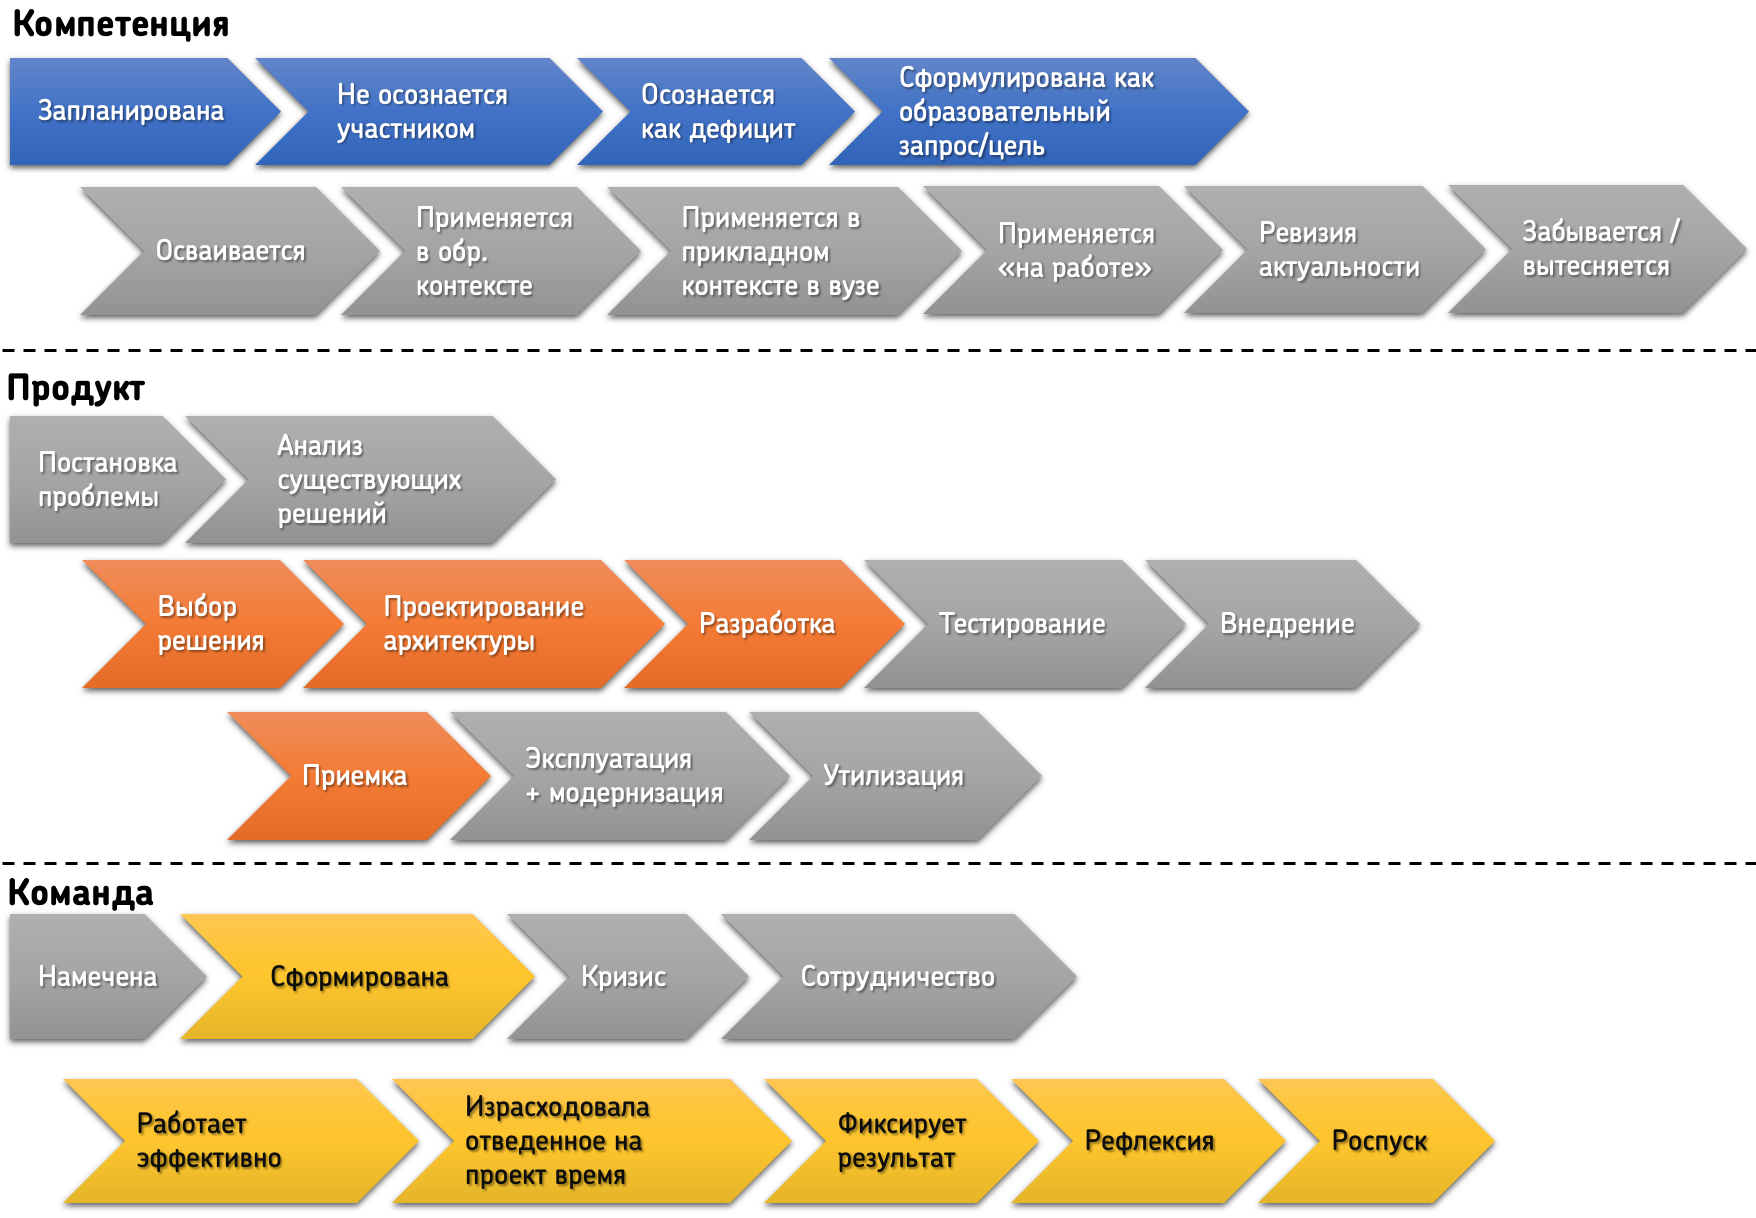 Компетенция
Запланирована
Не осознается
участником
Осознается
как дефицит
Сформулирована как
образовательный
запрос/цель
Осваивается
Применяется
в обр.
контексте
Применяется в
прикладном
контексте в вузе
Применяется
«на работе»
Ревизия
актуальности
Забывается /
вытесняется
Продукт
Постановка
проблемы
Анализ
существующих
решений
Выбор
решения
Проектирование
архитектуры
Разработка
Тестирование
Внедрение
Приемка
Эксплуатация
+ модернизация
Утилизация
Команда
Намечена
Сформирована
Кризис
Сотрудничество
Работает
эффективно
Израсходовала
отведенное на
проект время
Фиксирует
результат
Рефлексия
Роспуск